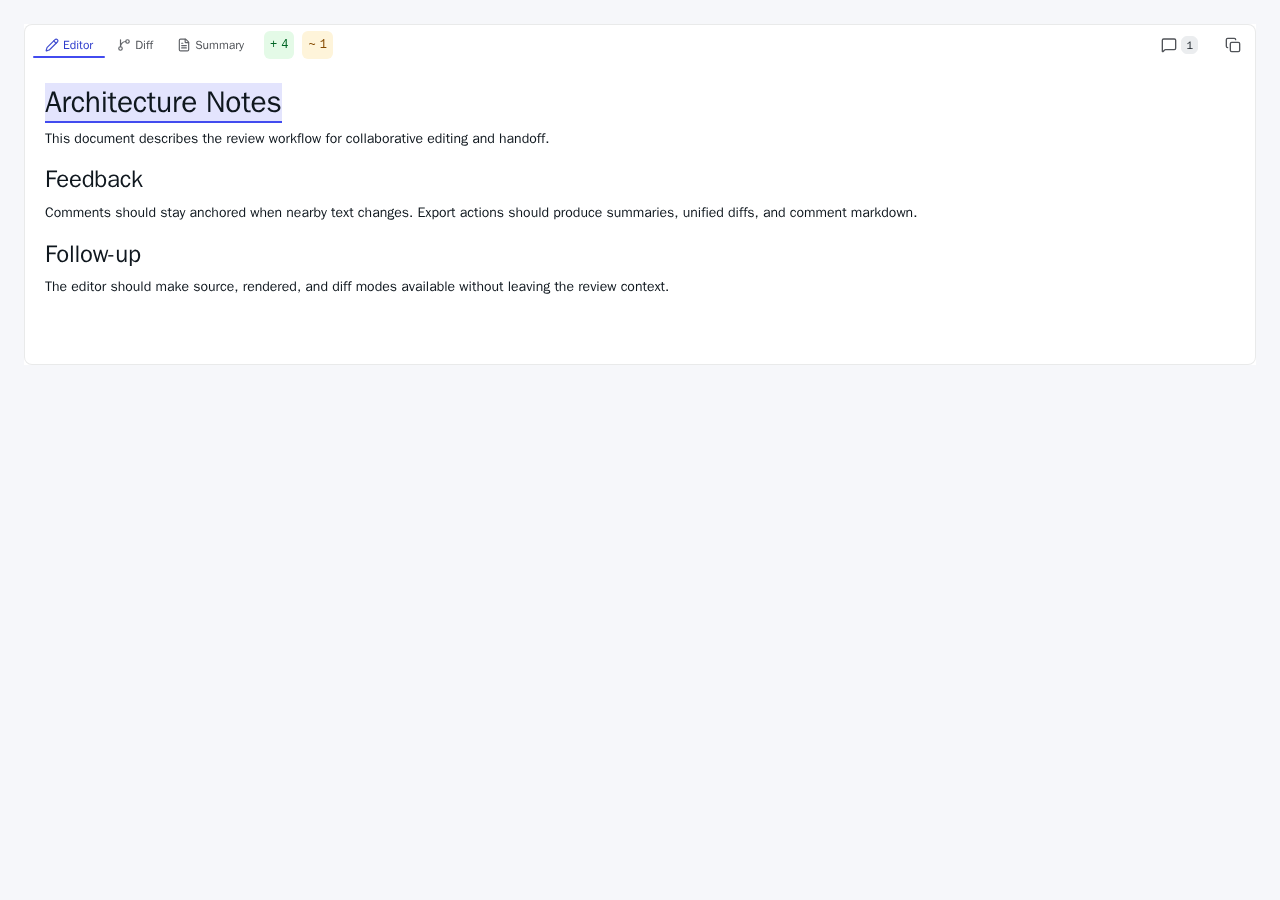 Editor Diff Summary + 4 ~ 1 1
Architecture Notes
This document describes the review workflow for collaborative editing and handoff.
Feedback
Comments should stay anchored when nearby text changes. Export actions should produce summaries, unified diffs, and comment markdown.
Follow-up
The editor should make source, rendered, and diff modes available without leaving the review context.